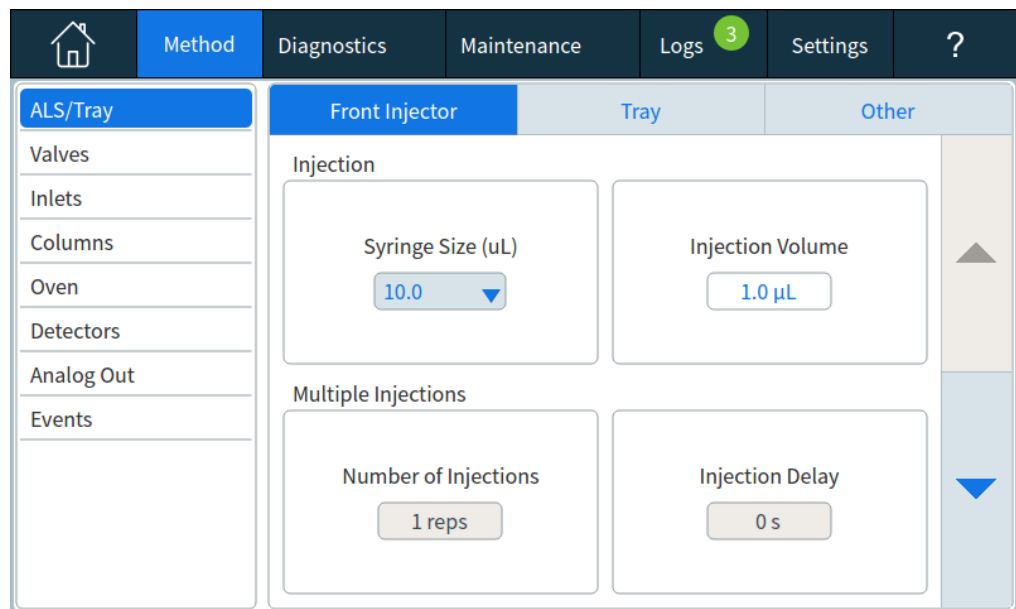 Method Diagnostics Maintenance Logs 3 Settings ?
ALS/Tray
Valves
Inlets
Columns
Oven
Detectors
Analog Out
Events
Front Injector Tray Other
Injection
Syringe Size (uL)
10.0
Injection Volume
1.0 µL
Multiple Injections
Number of Injections
1 reps
Injection Delay
0 s